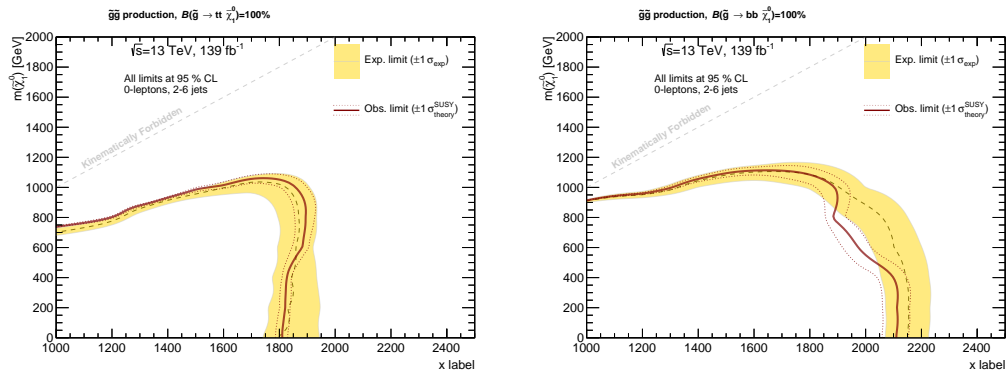 g̃g̃ production, B(g̃ → tt χ̃₁⁰)=100%
m(χ̃₁⁰) [GeV]
2000
1800
1600
1400
1200
1000
800
600
400
200
0
√s=13 TeV, 139 fb⁻¹
All limits at 95 % CL
0-leptons, 2-6 jets
Kinematically Forbidden
Exp. limit (±1 σexp)
Obs. limit (±1 σ SUSY theory)
1000 1200 1400 1600 1800 2000 2200 2400
x label
g̃g̃ production, B(g̃ → bb χ̃₁⁰)=100%
m(χ̃₁⁰) [GeV]
2000
1800
1600
1400
1200
1000
800
600
400
200
0
√s=13 TeV, 139 fb⁻¹
All limits at 95 % CL
0-leptons, 2-6 jets
Kinematically Forbidden
Exp. limit (±1 σexp)
Obs. limit (±1 σ SUSY theory)
1000 1200 1400 1600 1800 2000 2200 2400
x label